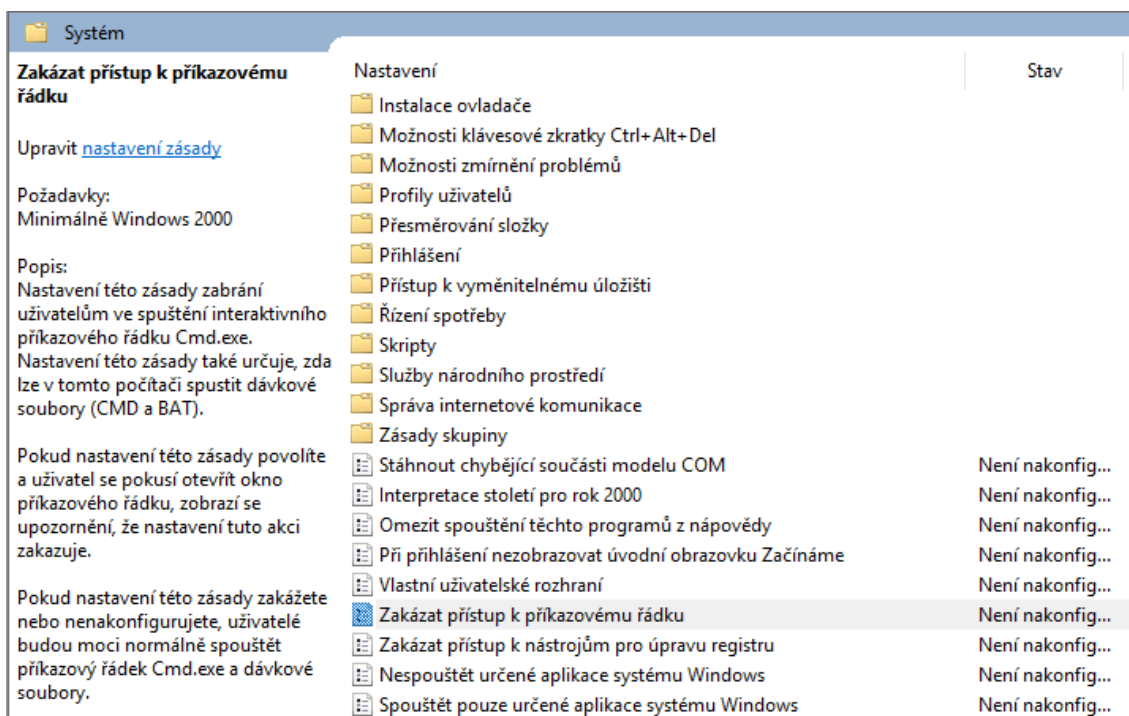 Systém
Zakázat přístup k příkazovému
řádku
Upravit nastavení zásady
Požadavky:
Minimálně Windows 2000
Popis:
Nastavení této zásady zabrání
uživatelům ve spuštění interaktivního
příkazového řádku Cmd.exe.
Nastavení této zásady také určuje, zda
lze v tomto počítači spustit dávkové
soubory (CMD a BAT).
Pokud nastavení této zásady povolíte
a uživatel se pokusí otevřít okno
příkazového řádku, zobrazí se
upozornění, že nastavení tuto akci
zakazuje.
Pokud nastavení této zásady zakážete
nebo nenakonfigurujete, uživatelé
budou moci normálně spouštět
příkazový řádek Cmd.exe a dávkové
soubory.
Nastavení Stav
Instalace ovladače
Možnosti klávesové zkratky Ctrl+Alt+Del
Možnosti zmírnění problémů
Profily uživatelů
Přesměrování složky
Přihlášení
Přístup k vyměnitelnému úložišti
Řízení spotřeby
Skripty
Služby národního prostředí
Správa internetové komunikace
Zásady skupiny
Stáhnout chybějící součásti modelu COM Není nakonfig...
Interpretace století pro rok 2000 Není nakonfig...
Omezit spouštění těchto programů z nápovědy Není nakonfig...
Při přihlášení nezobrazovat úvodní obrazovku Začínáme Není nakonfig...
Vlastní uživatelské rozhraní Není nakonfig...
Zakázat přístup k příkazovému řádku Není nakonfig...
Zakázat přístup k nástrojům pro úpravu registru Není nakonfig...
Nespouštět určené aplikace systému Windows Není nakonfig...
Spouštět pouze určené aplikace systému Windows Není nakonfig...